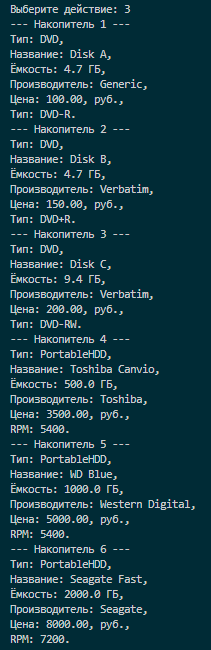 Выберите действие: 3
--- Накопитель 1 ---
Тип: DVD,
Название: Disk A,
Ёмкость: 4.7 ГБ,
Производитель: Generic,
Цена: 100.00, руб.,
Тип: DVD-R.
--- Накопитель 2 ---
Тип: DVD,
Название: Disk B,
Ёмкость: 4.7 ГБ,
Производитель: Verbatim,
Цена: 150.00, руб.,
Тип: DVD+R.
--- Накопитель 3 ---
Тип: DVD,
Название: Disk C,
Ёмкость: 9.4 ГБ,
Производитель: Verbatim,
Цена: 200.00, руб.,
Тип: DVD-RW.
--- Накопитель 4 ---
Тип: PortableHDD,
Название: Toshiba Canvio,
Ёмкость: 500.0 ГБ,
Производитель: Toshiba,
Цена: 3500.00, руб.,
RPM: 5400.
--- Накопитель 5 ---
Тип: PortableHDD,
Название: WD Blue,
Ёмкость: 1000.0 ГБ,
Производитель: Western Digital,
Цена: 5000.00, руб.,
RPM: 5400.
--- Накопитель 6 ---
Тип: PortableHDD,
Название: Seagate Fast,
Ёмкость: 2000.0 ГБ,
Производитель: Seagate,
Цена: 8000.00, руб.,
RPM: 7200.